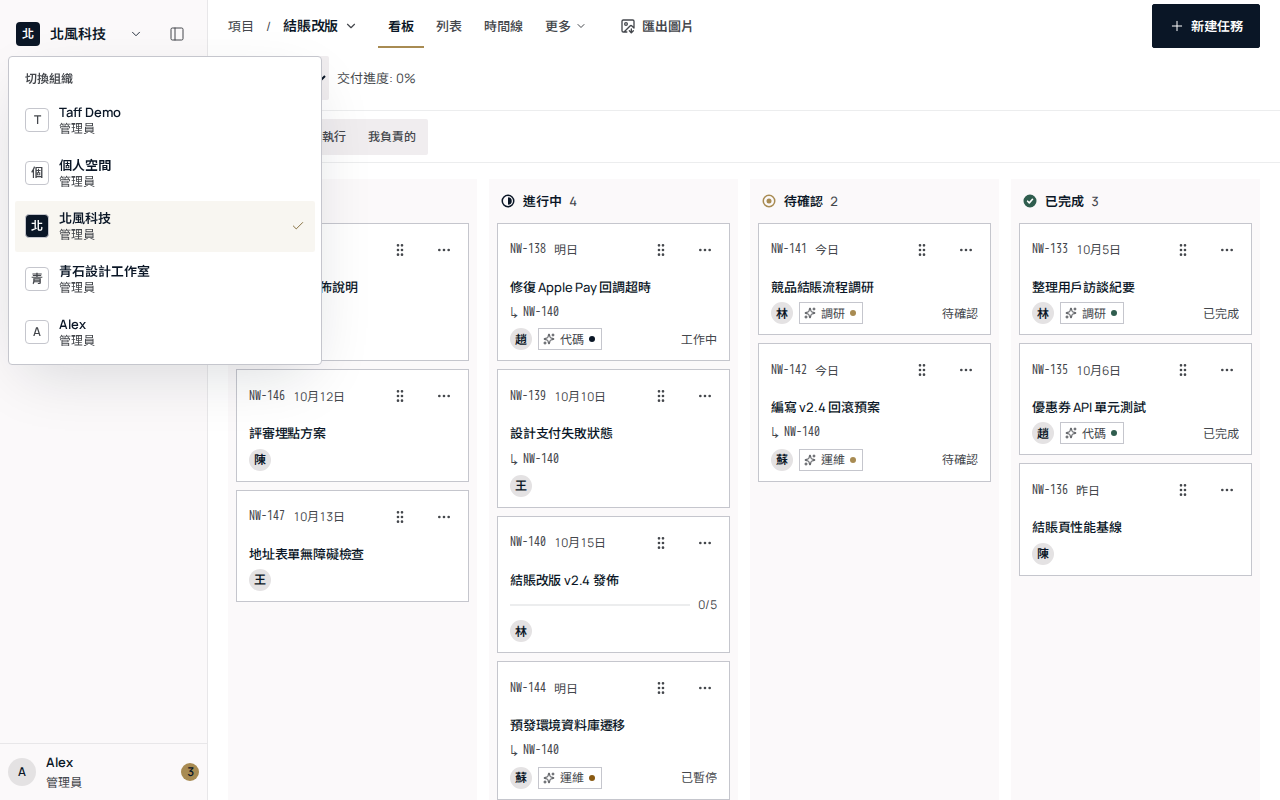 北 北風科技
項目 / 結賬改版
看板 列表 時間線 更多 匯出圖片
新建任務
交付進度: 0%
執行 我負責的
切換組織
T Taff Demo
管理員
個 個人空間
管理員
北 北風科技
管理員
青 青石設計工作室
管理員
A Alex
管理員
佈說明
NW-146 10月12日
評審埋點方案
陳
NW-147 10月13日
地址表單無障礙檢查
王
進行中 4
NW-138 明日
修復 Apple Pay 回調超時
↳ NW-140
趙 代碼 工作中
NW-139 10月10日
設計支付失敗狀態
↳ NW-140
王
NW-140 10月15日
結賬改版 v2.4 發佈
0/5
林
NW-144 明日
預發環境資料庫遷移
↳ NW-140
蘇 運維 已暫停
待確認 2
NW-141 今日
競品結賬流程調研
林 調研 待確認
NW-142 今日
編寫 v2.4 回滾預案
↳ NW-140
蘇 運維 待確認
已完成 3
NW-133 10月5日
整理用戶訪談紀要
林 調研 已完成
NW-135 10月6日
優惠券 API 單元測試
趙 代碼 已完成
NW-136 昨日
結賬頁性能基線
陳
A Alex
管理員
3